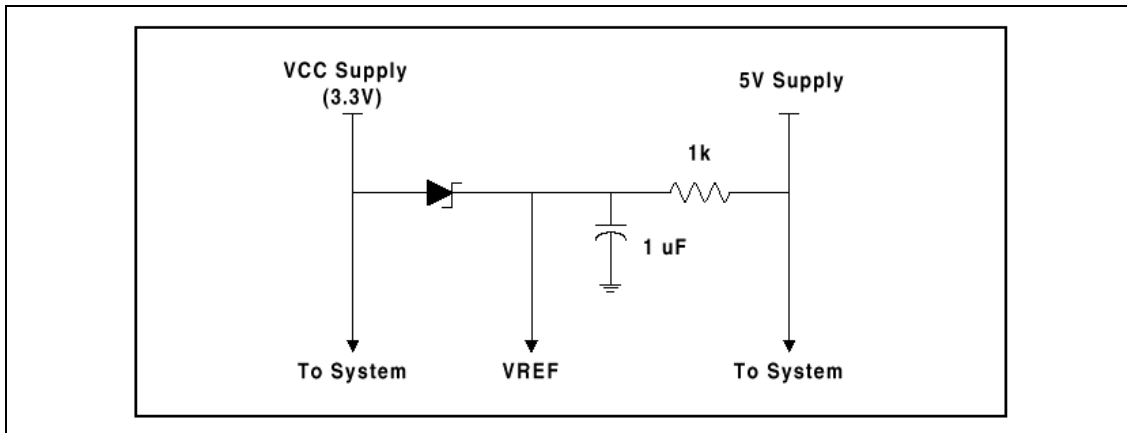 VCC Supply
(3.3V)
5V Supply
1k
1 uF
To System
VREF
To System